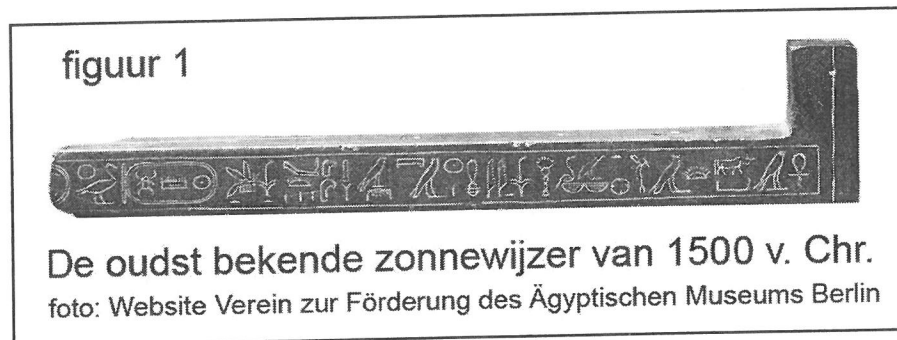 figuur 1
De oudst bekende zonnewijzer van 1500 v. Chr.
foto: Website Verein zur Förderung des Ägyptischen Museums Berlin